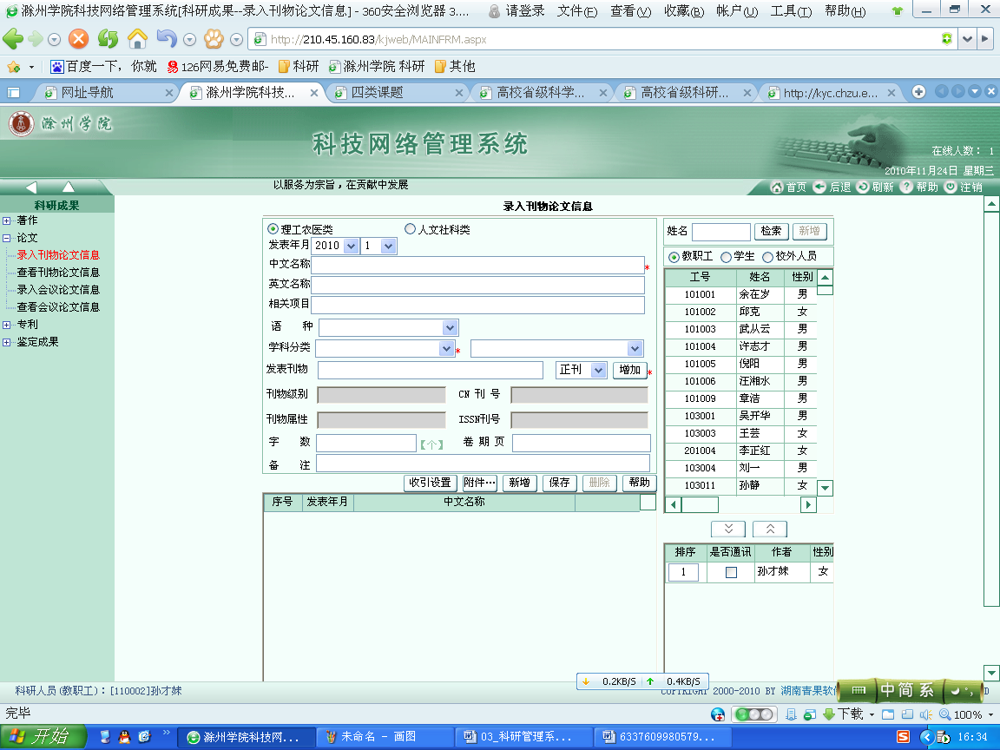 滁州学院科技网络管理系统[科研成果--录入刊物论文信息] - 360安全浏览器 3.... 请登录 文件(F) 查看(V) 收藏(B) 帐户(U) 工具(T) 帮助(H)
http://210.45.160.83/kjweb/MAINFRM.aspx
百度一下，你就 126网易免费邮- 科研 滁州学院 科研 其他
网址导航 滁州学院科技... 四类课题 高校省级科学... 高校省级科研... http://kyc.chzu.e...
滁州学院
科技网络管理系统
在线人数： 1
2010年11月24日 星期三
以服务为宗旨，在贡献中发展 首页 后退 刷新 帮助 注销
科研成果
著作
论文
录入刊物论文信息
查看刊物论文信息
录入会议论文信息
查看会议论文信息
专利
鉴定成果
录入刊物论文信息
理工农医类 人文社科类
发表年月 2010 1
中文名称 *
英文名称
相关项目
语 种
学科分类 *
发表刊物 正刊 增加 *
刊物级别 CN 刊 号
刊物属性 ISSN刊号
字 数 【个】 卷 期 页
备 注
收引设置 附件… 新增 保存 删除 帮助
序号 发表年月 中文名称
姓名 检索 新增
教职工 学生 校外人员
工号 姓名 性别
101001 余在岁 男
101002 邱克 女
101003 武从云 男
101004 许志才 男
101005 倪阳 男
101006 汪湘水 男
101009 章浩 男
103001 吴开华 男
103003 王芸 女
201004 李正红 女
103004 刘一 男
103011 孙静 女
排序 是否通讯 作者 性别
1 孙才妹 女
0.2KB/S 0.4KB/S
科研人员(教职工)：[110002]孙才妹 COPYRIGHT 2000-2010 BY 湖南青果软件
中简系
完毕 下载 100%
开始 滁州学院科技网... 未命名 - 画图 03_科研管理系... 6337609980579... 16:34